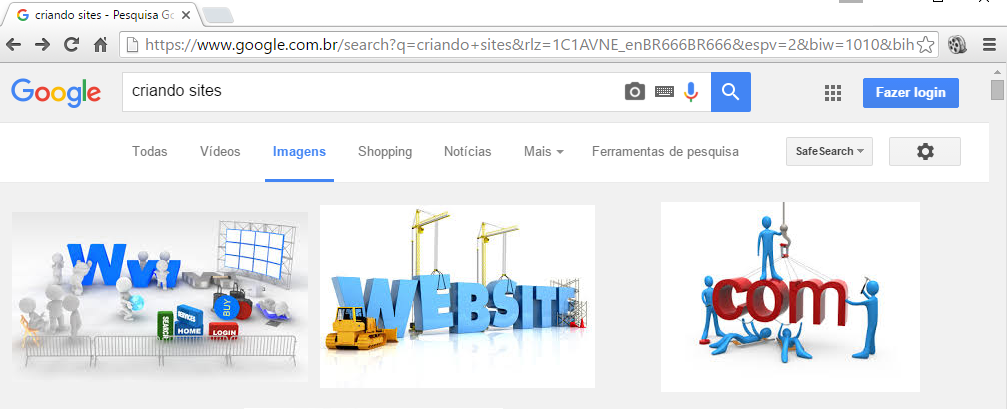 criando sites - Pesquisa Go
https://www.google.com.br/search?q=criando+sites&rlz=1C1AVNE_enBR666BR666&espv=2&biw=1010&bih
Google
criando sites
Fazer login
Todas Vídeos Imagens Shopping Notícias Mais Ferramentas de pesquisa SafeSearch
WWW
BUY
SEARCH
HOME
LOGIN
WEBSITE
com